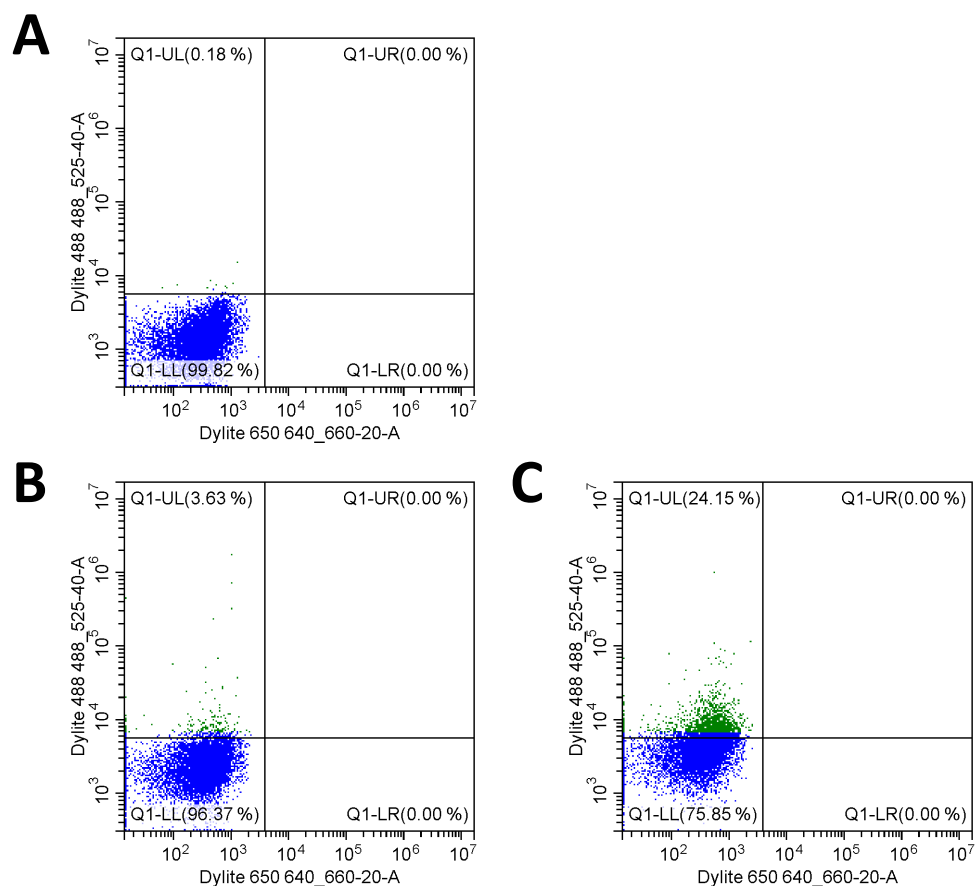 A
Q1-UL(0.18 %) Q1-UR(0.00 %)
10^7
10^6
10^5
10^4
10^3
Dylite 488 488_525-40-A
Q1-LL(99.82 %) Q1-LR(0.00 %)
10^2 10^3 10^4 10^5 10^6 10^7
Dylite 650 640_660-20-A
B
Q1-UL(3.63 %) Q1-UR(0.00 %)
10^7
10^6
10^5
10^4
10^3
Dylite 488 488_525-40-A
Q1-LL(96.37 %) Q1-LR(0.00 %)
10^2 10^3 10^4 10^5 10^6 10^7
Dylite 650 640_660-20-A
C
Q1-UL(24.15 %) Q1-UR(0.00 %)
10^7
10^6
10^5
10^4
10^3
Dylite 488 488_525-40-A
Q1-LL(75.85 %) Q1-LR(0.00 %)
10^2 10^3 10^4 10^5 10^6 10^7
Dylite 650 640_660-20-A